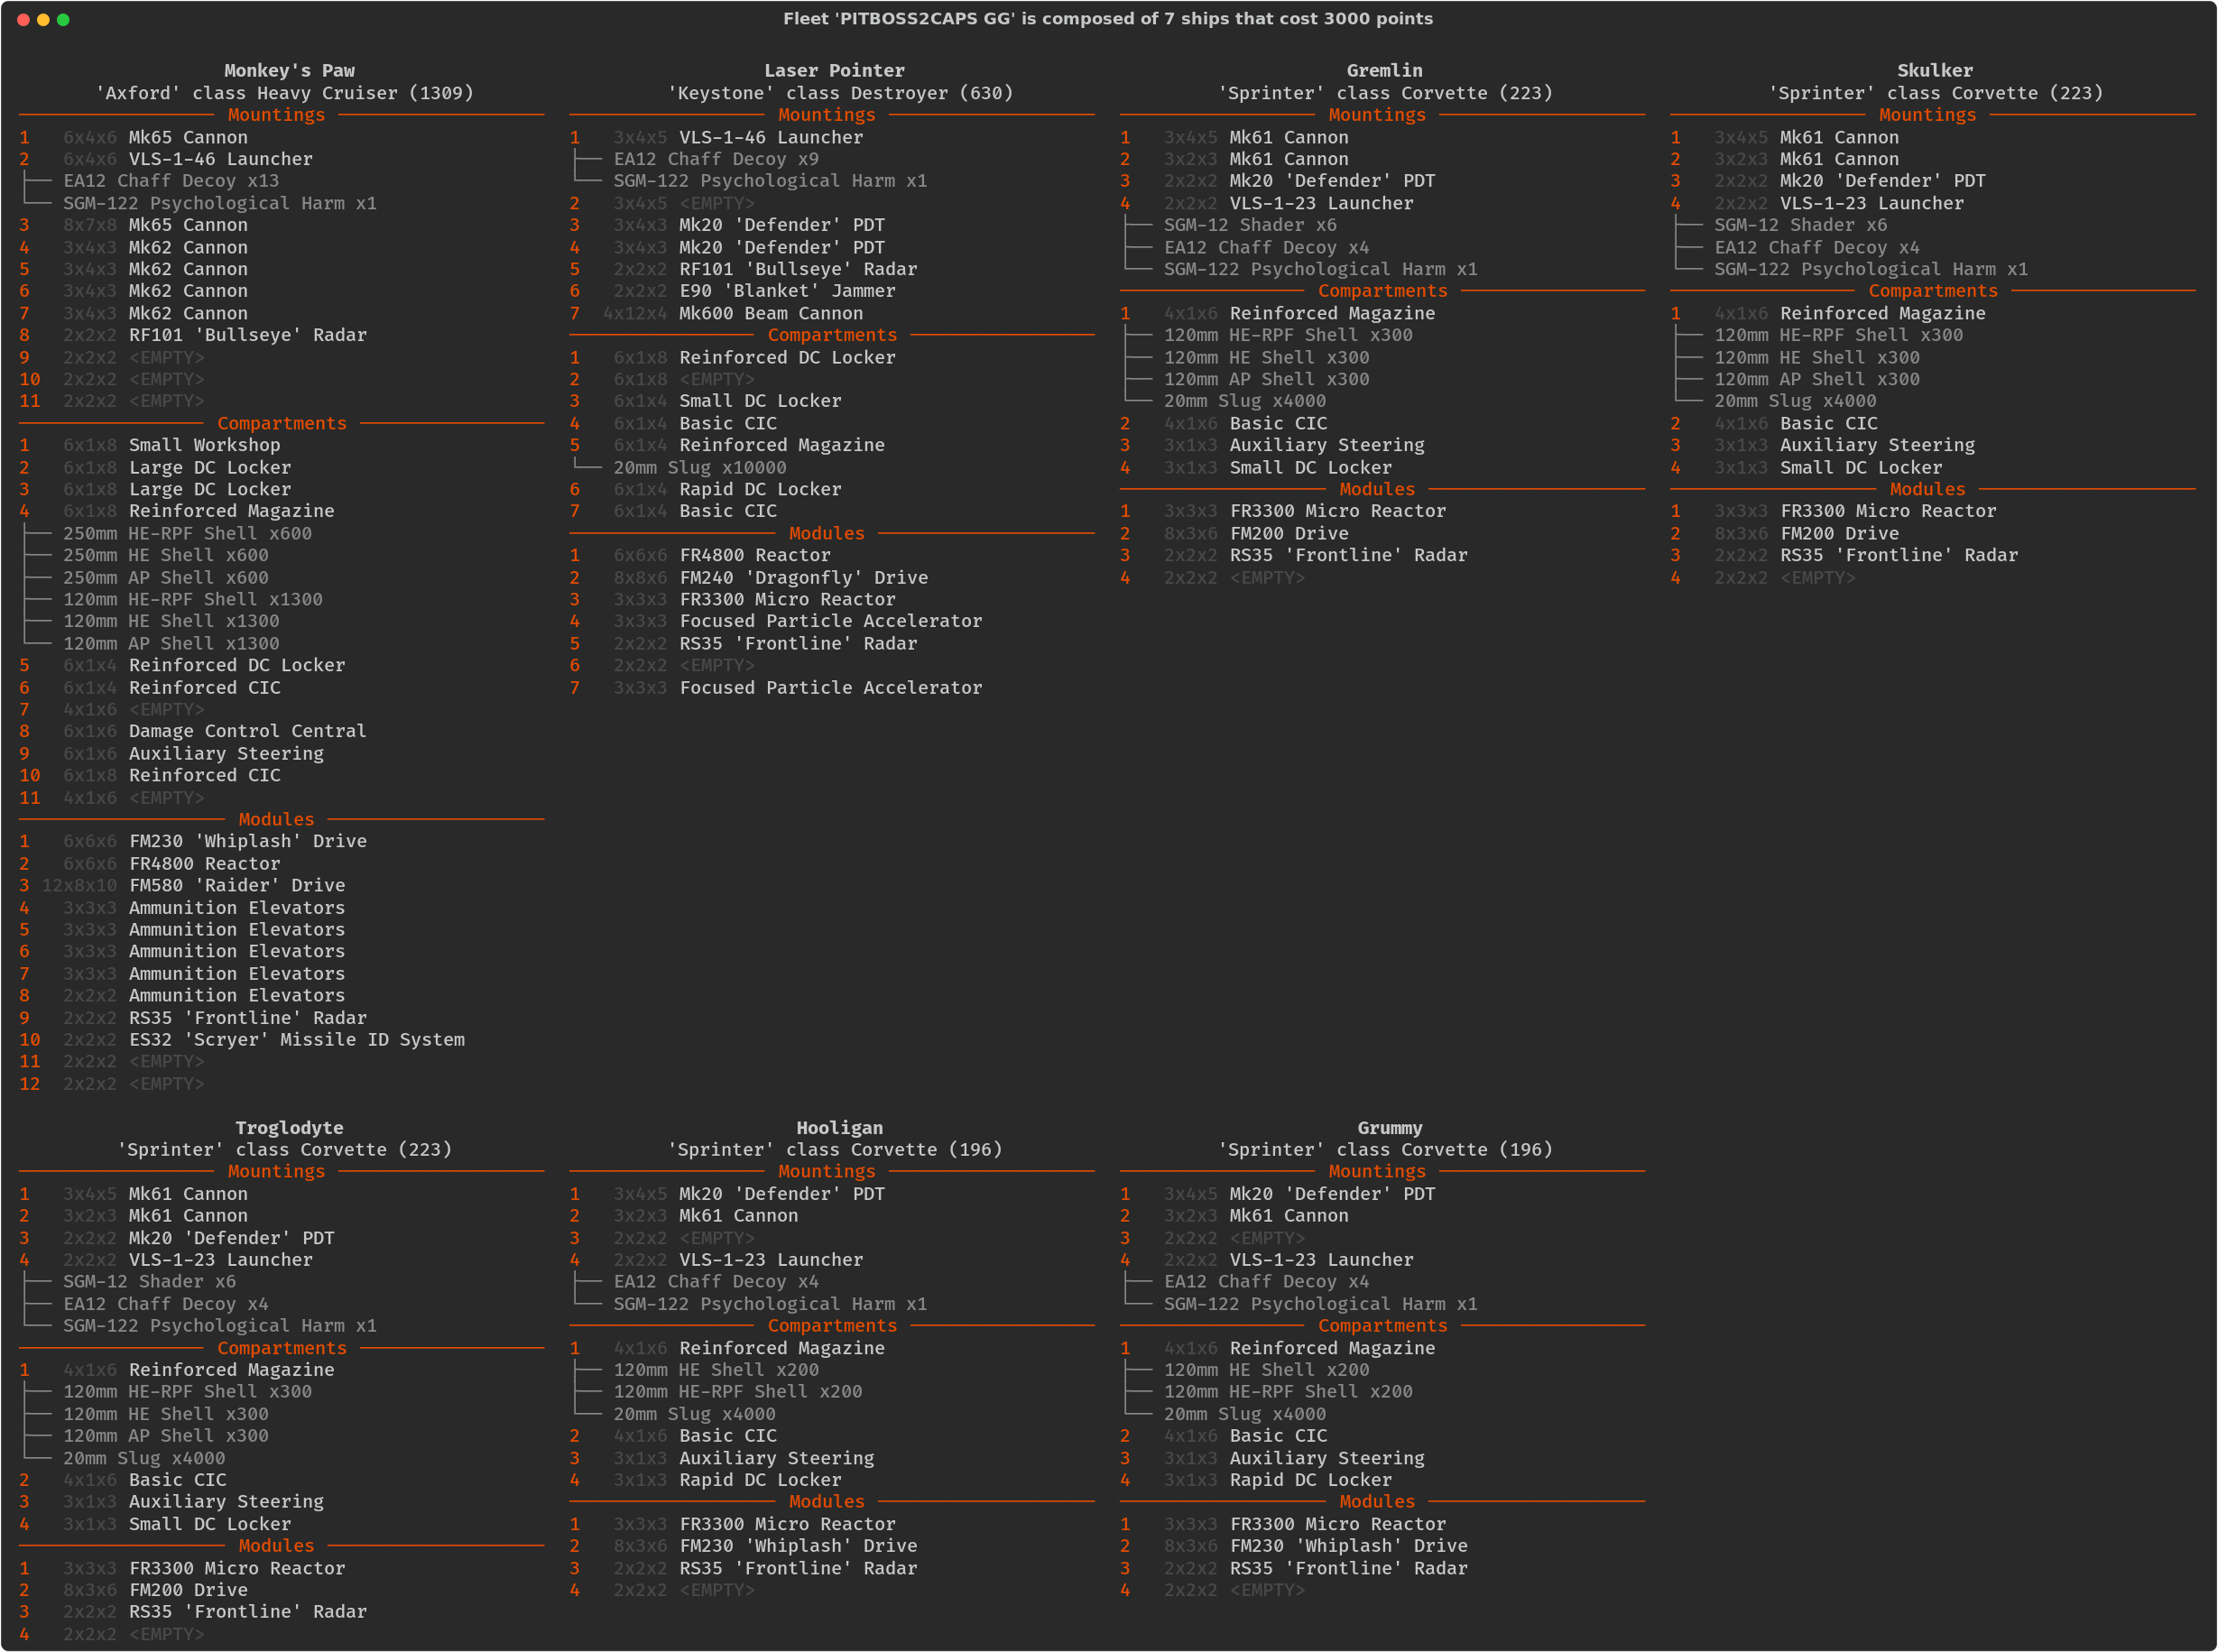 Fleet 'PITBOSS2CAPS GG' is composed of 7 ships that cost 3000 points
Monkey's Paw
'Axford' class Heavy Cruiser (1309)
Mountings
1 6x4x6 Mk65 Cannon
2 6x4x6 VLS-1-46 Launcher
EA12 Chaff Decoy x13
SGM-122 Psychological Harm x1
3 8x7x8 Mk65 Cannon
4 3x4x3 Mk62 Cannon
5 3x4x3 Mk62 Cannon
6 3x4x3 Mk62 Cannon
7 3x4x3 Mk62 Cannon
8 2x2x2 RF101 'Bullseye' Radar
9 2x2x2 <EMPTY>
10 2x2x2 <EMPTY>
11 2x2x2 <EMPTY>
Compartments
1 6x1x8 Small Workshop
2 6x1x8 Large DC Locker
3 6x1x8 Large DC Locker
4 6x1x8 Reinforced Magazine
250mm HE-RPF Shell x600
250mm HE Shell x600
250mm AP Shell x600
120mm HE-RPF Shell x1300
120mm HE Shell x1300
120mm AP Shell x1300
5 6x1x4 Reinforced DC Locker
6 6x1x4 Reinforced CIC
7 4x1x6 <EMPTY>
8 6x1x6 Damage Control Central
9 6x1x6 Auxiliary Steering
10 6x1x8 Reinforced CIC
11 4x1x6 <EMPTY>
Modules
1 6x6x6 FM230 'Whiplash' Drive
2 6x6x6 FR4800 Reactor
3 12x8x10 FM580 'Raider' Drive
4 3x3x3 Ammunition Elevators
5 3x3x3 Ammunition Elevators
6 3x3x3 Ammunition Elevators
7 3x3x3 Ammunition Elevators
8 2x2x2 Ammunition Elevators
9 2x2x2 RS35 'Frontline' Radar
10 2x2x2 ES32 'Scryer' Missile ID System
11 2x2x2 <EMPTY>
12 2x2x2 <EMPTY>
Laser Pointer
'Keystone' class Destroyer (630)
Mountings
1 3x4x5 VLS-1-46 Launcher
EA12 Chaff Decoy x9
SGM-122 Psychological Harm x1
2 3x4x5 <EMPTY>
3 3x4x3 Mk20 'Defender' PDT
4 3x4x3 Mk20 'Defender' PDT
5 2x2x2 RF101 'Bullseye' Radar
6 2x2x2 E90 'Blanket' Jammer
7 4x12x4 Mk600 Beam Cannon
Compartments
1 6x1x8 Reinforced DC Locker
2 6x1x8 <EMPTY>
3 6x1x4 Small DC Locker
4 6x1x4 Basic CIC
5 6x1x4 Reinforced Magazine
20mm Slug x10000
6 6x1x4 Rapid DC Locker
7 6x1x4 Basic CIC
Modules
1 6x6x6 FR4800 Reactor
2 8x8x6 FM240 'Dragonfly' Drive
3 3x3x3 FR3300 Micro Reactor
4 3x3x3 Focused Particle Accelerator
5 2x2x2 RS35 'Frontline' Radar
6 2x2x2 <EMPTY>
7 3x3x3 Focused Particle Accelerator
Gremlin
'Sprinter' class Corvette (223)
Mountings
1 3x4x5 Mk61 Cannon
2 3x2x3 Mk61 Cannon
3 2x2x2 Mk20 'Defender' PDT
4 2x2x2 VLS-1-23 Launcher
SGM-12 Shader x6
EA12 Chaff Decoy x4
SGM-122 Psychological Harm x1
Compartments
1 4x1x6 Reinforced Magazine
120mm HE-RPF Shell x300
120mm HE Shell x300
120mm AP Shell x300
20mm Slug x4000
2 4x1x6 Basic CIC
3 3x1x3 Auxiliary Steering
4 3x1x3 Small DC Locker
Modules
1 3x3x3 FR3300 Micro Reactor
2 8x3x6 FM200 Drive
3 2x2x2 RS35 'Frontline' Radar
4 2x2x2 <EMPTY>
Skulker
'Sprinter' class Corvette (223)
Mountings
1 3x4x5 Mk61 Cannon
2 3x2x3 Mk61 Cannon
3 2x2x2 Mk20 'Defender' PDT
4 2x2x2 VLS-1-23 Launcher
SGM-12 Shader x6
EA12 Chaff Decoy x4
SGM-122 Psychological Harm x1
Compartments
1 4x1x6 Reinforced Magazine
120mm HE-RPF Shell x300
120mm HE Shell x300
120mm AP Shell x300
20mm Slug x4000
2 4x1x6 Basic CIC
3 3x1x3 Auxiliary Steering
4 3x1x3 Small DC Locker
Modules
1 3x3x3 FR3300 Micro Reactor
2 8x3x6 FM200 Drive
3 2x2x2 RS35 'Frontline' Radar
4 2x2x2 <EMPTY>
Troglodyte
'Sprinter' class Corvette (223)
Mountings
1 3x4x5 Mk61 Cannon
2 3x2x3 Mk61 Cannon
3 2x2x2 Mk20 'Defender' PDT
4 2x2x2 VLS-1-23 Launcher
SGM-12 Shader x6
EA12 Chaff Decoy x4
SGM-122 Psychological Harm x1
Compartments
1 4x1x6 Reinforced Magazine
120mm HE-RPF Shell x300
120mm HE Shell x300
120mm AP Shell x300
20mm Slug x4000
2 4x1x6 Basic CIC
3 3x1x3 Auxiliary Steering
4 3x1x3 Small DC Locker
Modules
1 3x3x3 FR3300 Micro Reactor
2 8x3x6 FM200 Drive
3 2x2x2 RS35 'Frontline' Radar
4 2x2x2 <EMPTY>
Hooligan
'Sprinter' class Corvette (196)
Mountings
1 3x4x5 Mk20 'Defender' PDT
2 3x2x3 Mk61 Cannon
3 2x2x2 <EMPTY>
4 2x2x2 VLS-1-23 Launcher
EA12 Chaff Decoy x4
SGM-122 Psychological Harm x1
Compartments
1 4x1x6 Reinforced Magazine
120mm HE Shell x200
120mm HE-RPF Shell x200
20mm Slug x4000
2 4x1x6 Basic CIC
3 3x1x3 Auxiliary Steering
4 3x1x3 Rapid DC Locker
Modules
1 3x3x3 FR3300 Micro Reactor
2 8x3x6 FM230 'Whiplash' Drive
3 2x2x2 RS35 'Frontline' Radar
4 2x2x2 <EMPTY>
Grummy
'Sprinter' class Corvette (196)
Mountings
1 3x4x5 Mk20 'Defender' PDT
2 3x2x3 Mk61 Cannon
3 2x2x2 <EMPTY>
4 2x2x2 VLS-1-23 Launcher
EA12 Chaff Decoy x4
SGM-122 Psychological Harm x1
Compartments
1 4x1x6 Reinforced Magazine
120mm HE Shell x200
120mm HE-RPF Shell x200
20mm Slug x4000
2 4x1x6 Basic CIC
3 3x1x3 Auxiliary Steering
4 3x1x3 Rapid DC Locker
Modules
1 3x3x3 FR3300 Micro Reactor
2 8x3x6 FM230 'Whiplash' Drive
3 2x2x2 RS35 'Frontline' Radar
4 2x2x2 <EMPTY>